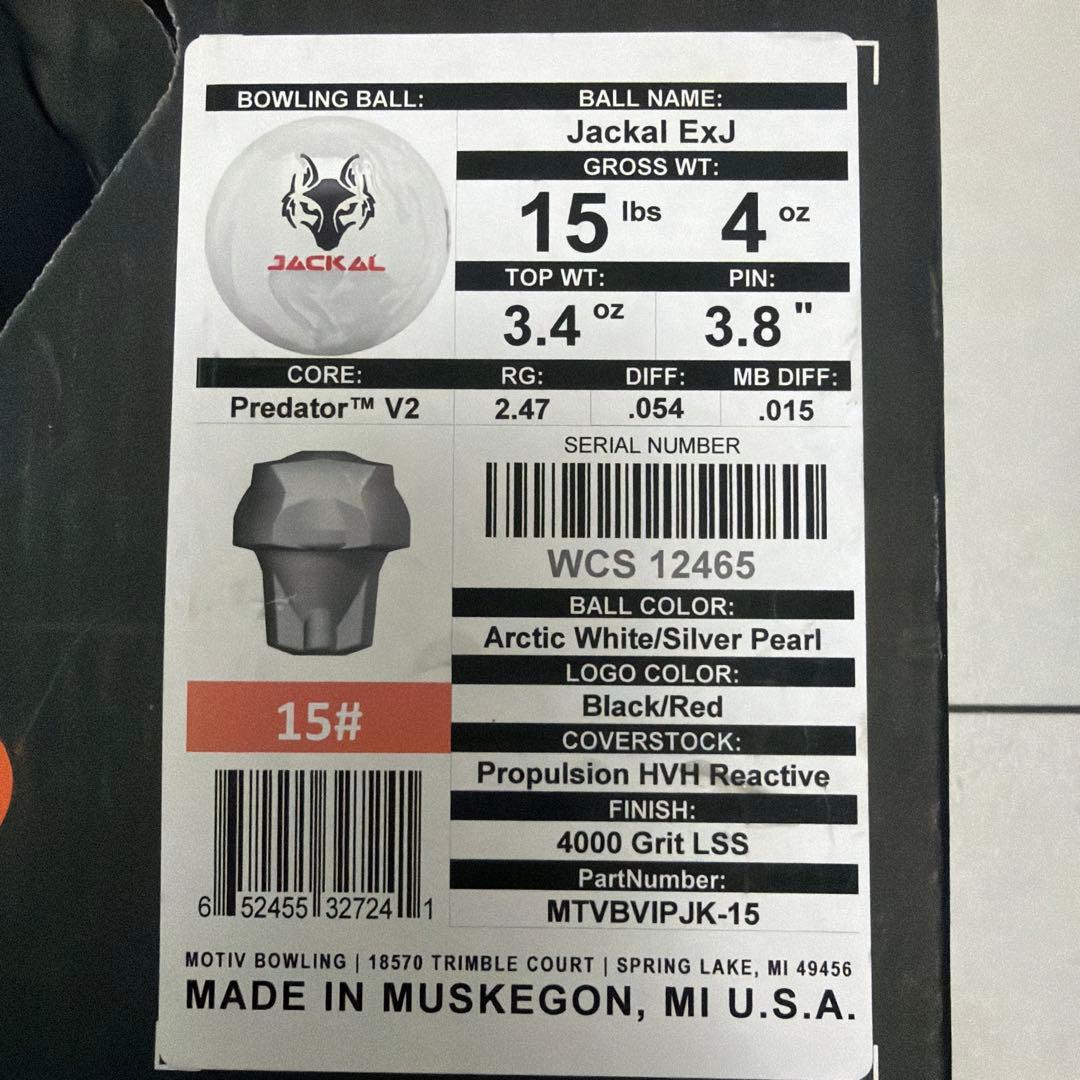 BOWLING BALL:
BALL NAME:
Jackal ExJ
JACKAL
GROSS WT:
15 lbs 4 oz
TOP WT: PIN:
3.4 oz 3.8 "
CORE: RG: DIFF: MB DIFF:
Predator™ V2 2.47 .054 .015
SERIAL NUMBER
WCS 12465
BALL COLOR:
Arctic White/Silver Pearl
LOGO COLOR:
Black/Red
15#
COVERSTOCK:
Propulsion HVH Reactive
FINISH:
4000 Grit LSS
PartNumber:
MTVBVIPJK-15
6 52455 32724 1
MOTIV BOWLING | 18570 TRIMBLE COURT | SPRING LAKE, MI 49456
MADE IN MUSKEGON, MI U.S.A.